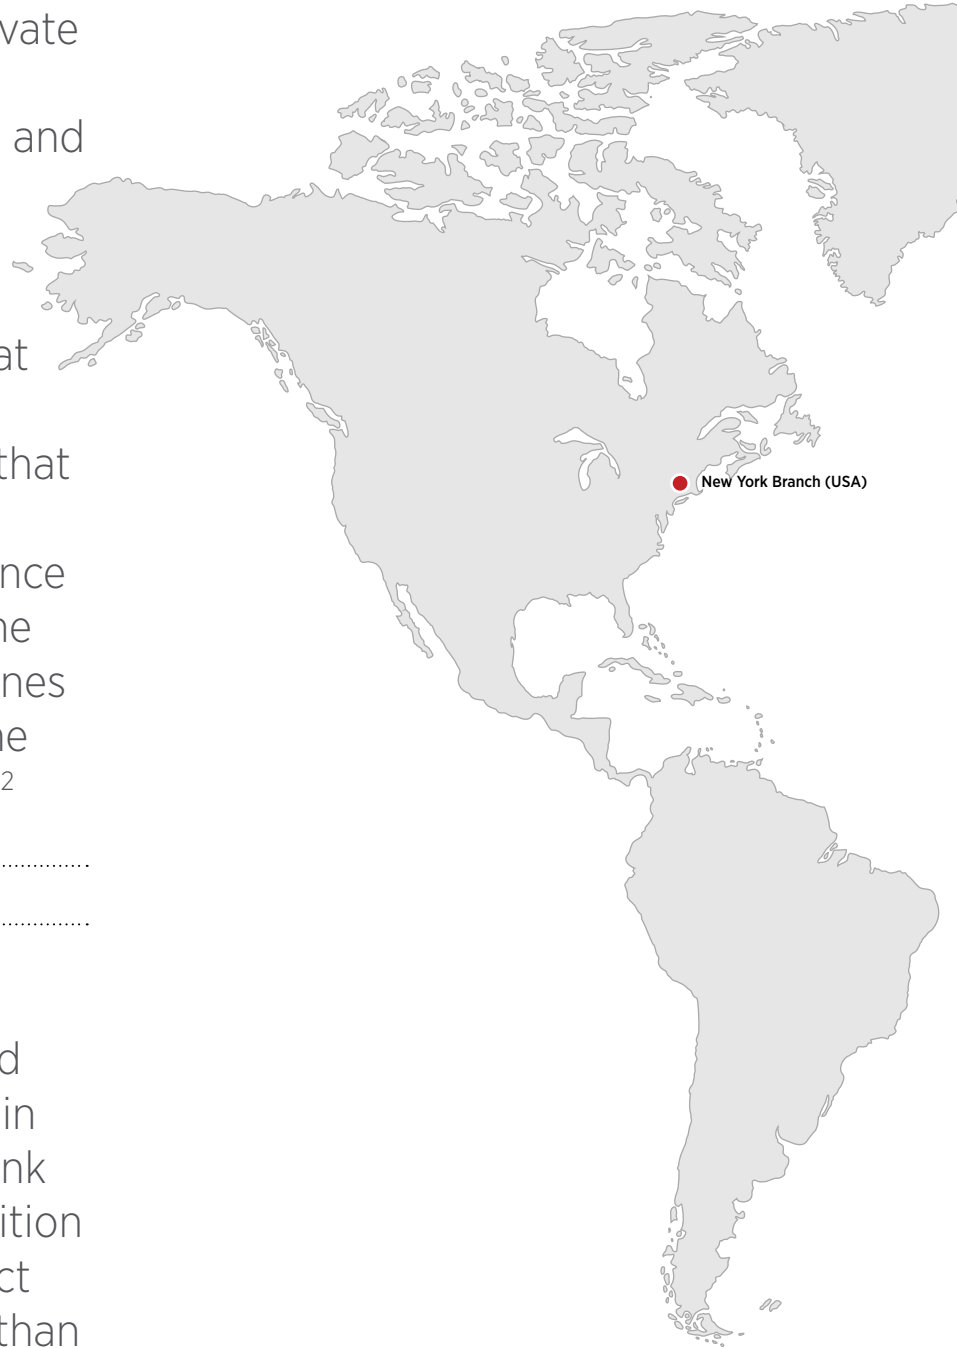 vate
and
at
that
New York Branch (USA)
nce
ne
nes
ne
2
d
in
nk
ition
ct
than